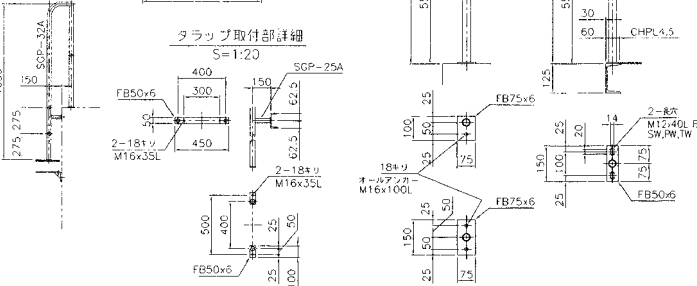 SGP-32A
150
275
275
タラップ取付部詳細
S=1:20
400
300
FB50x6
50
450
2-18キリ
M16x35L
SGP-25A
150
62.5
62.5
2-18キリ
M16x35L
500
400
50
25
25
100
FB50x6
25
100
50
FB75x6
75
18キリ
オールアンカー
M16x100L
25
50
150
50
25
FB75x6
75
30
60
CHPL4.5
125
2-長穴
M12x40L
SW,PW,TW
14
20
25
150
100
25
75
75
FB50x6